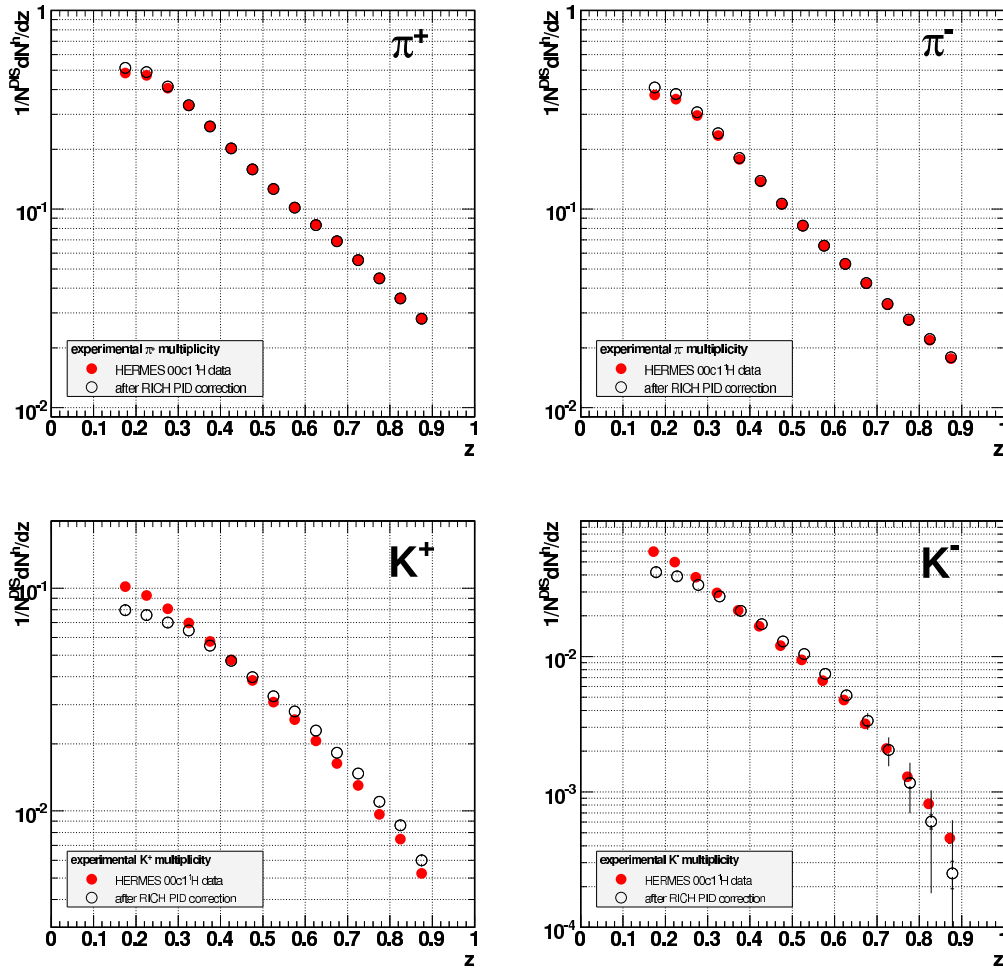 π+
1/N^DIS dN^h/dz
1
10^-1
10^-2
experimental π+ multiplicity
HERMES 00c1 ^1H data
after RICH PID correction
0 0.1 0.2 0.3 0.4 0.5 0.6 0.7 0.8 0.9 1
z
π-
1/N^DIS dN^h/dz
1
10^-1
10^-2
experimental π- multiplicity
HERMES 00c1 ^1H data
after RICH PID correction
0 0.1 0.2 0.3 0.4 0.5 0.6 0.7 0.8 0.9 1
z
K+
1/N^DIS dN^h/dz
10^-1
10^-2
experimental K+ multiplicity
HERMES 00c1 ^1H data
after RICH PID correction
0 0.1 0.2 0.3 0.4 0.5 0.6 0.7 0.8 0.9 1
z
K-
1/N^DIS dN^h/dz
10^-2
10^-3
10^-4
experimental K- multiplicity
HERMES 00c1 ^1H data
after RICH PID correction
0 0.1 0.2 0.3 0.4 0.5 0.6 0.7 0.8 0.9 1
z